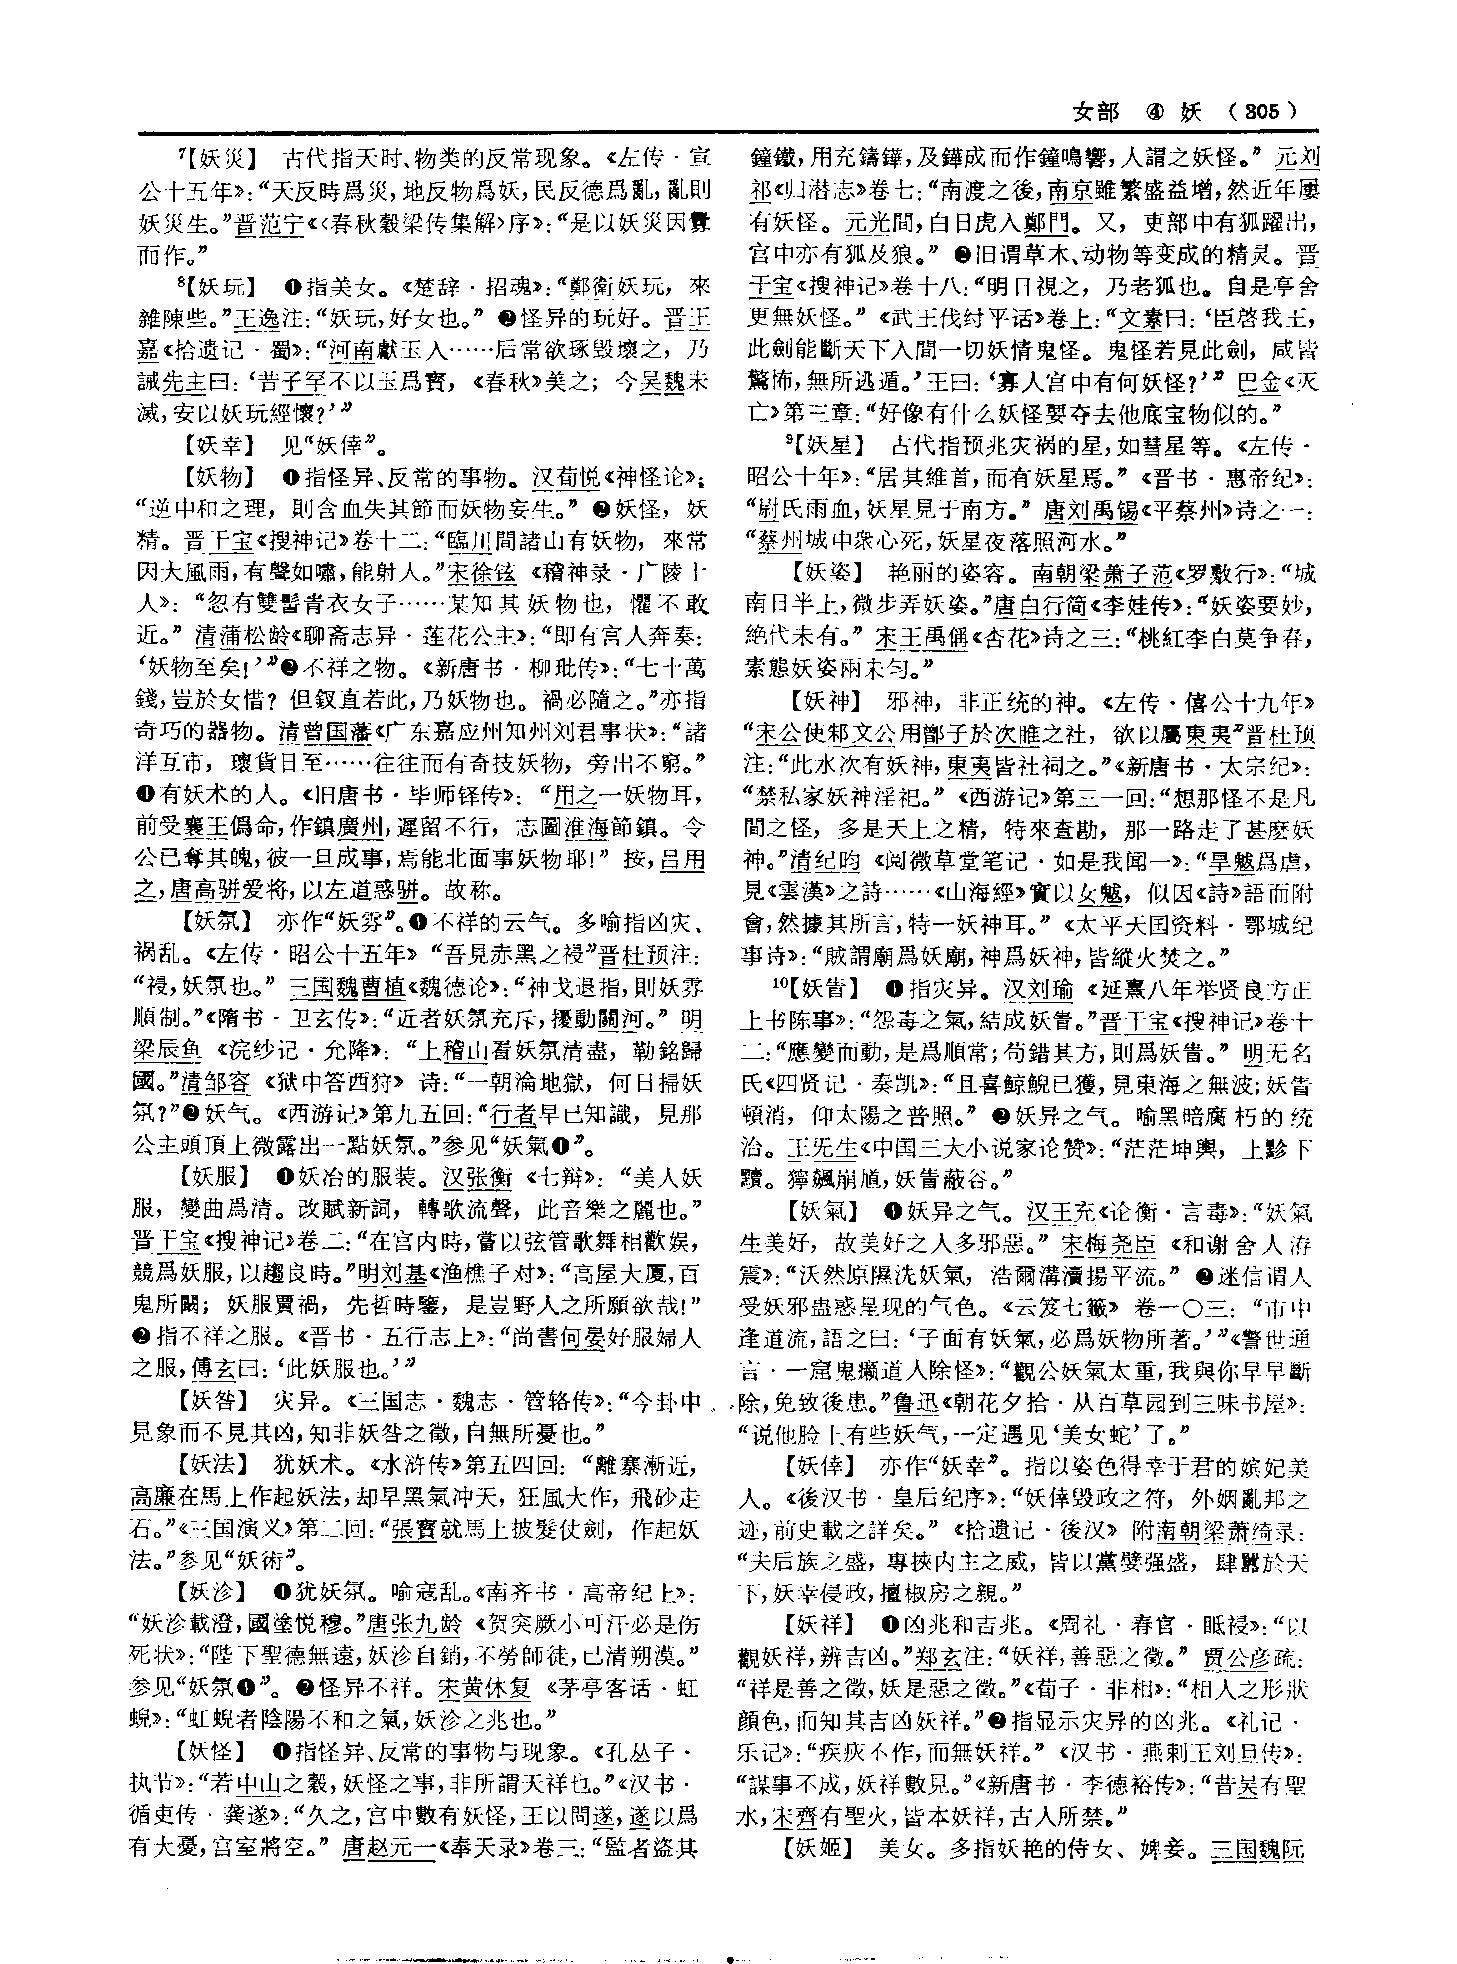 女部　④ 妖 （305）
⁷【妖災】　古代指天时、物类的反常现象。《左传·宣
公十五年》：“天反時爲災，地反物爲妖，民反德爲亂，亂則
妖災生。”晋范宁《〈春秋穀梁传集解〉序》：“是以妖災因釁
而作。”
⁸【妖玩】　❶指美女。《楚辞·招魂》：“鄭衛妖玩，來
雜陳些。”王逸注：“妖玩，好女也。”　❷怪异的玩好。晋王
嘉《拾遗记·蜀》：“河南獻玉人……后常欲琢毁壞之，乃
誡先主曰：‘昔子罕不以玉爲寶，《春秋》美之；今吴魏未
滅，安以妖玩經懷？’”
【妖幸】　见“妖倖”。
【妖物】　❶指怪异、反常的事物。汉荀悦《神怪论》：
“逆中和之理，則含血失其節而妖物妄生。”　❷妖怪，妖
精。晋干宝《搜神记》卷十二：“臨川間諸山有妖物，來常
因大風雨，有聲如嘯，能射人。”宋徐铉《稽神录·广陵士
人》：“忽有雙髻青衣女子……某知其妖物也，懼不敢
近。”清蒲松龄《聊斋志异·莲花公主》：“即有宫人奔奏：
‘妖物至矣！’”❸不祥之物。《新唐书·柳玭传》：“七十萬
錢，豈於女惜？但釵直若此，乃妖物也。禍必隨之。”亦指
奇巧的器物。清曾国藩《广东嘉应州知州刘君事状》：“諸
洋互市，瓌貨日至……往往而有奇技妖物，旁出不窮。”
❹有妖术的人。《旧唐书·毕师铎传》：“用之一妖物耳，
前受襄王僞命，作鎮廣州，遲留不行，志圖淮海節鎮。令
公已奪其魄，彼一旦成事，焉能北面事妖物耶！”按，吕用
之，唐高骈爱将，以左道惑骈。故称。
【妖氛】　亦作“妖雰”。❶不祥的云气。多喻指凶灾、
祸乱。《左传·昭公十五年》“吾見赤黑之祲”晋杜预注：
“祲，妖氛也。”　三国魏曹植《魏德论》：“神戈退指，則妖雰
順制。”《隋书·卫玄传》：“近者妖氛充斥，擾動關河。”明
梁辰鱼《浣纱记·允降》：“上稽山看妖氛清盡，勒銘歸
國。”清邹容《狱中答西狩》诗：“一朝淪地獄，何日掃妖
氛？”❷妖气。《西游记》第九五回：“行者早已知識，見那
公主頭頂上微露出一點妖氛。”参见“妖氣❶”。
【妖服】　❶妖冶的服装。汉张衡《七辩》：“美人妖
服，變曲爲清。改賦新詞，轉歌流聲，此音樂之麗也。”
晋干宝《搜神记》卷二：“在宫内時，嘗以弦管歌舞相歡娱，
競爲妖服，以趨良時。”明刘基《渔樵子对》：“高屋大厦，百
鬼所闞；妖服賈禍，先哲時鑒，是豈野人之所願欲哉！”
❷指不祥之服。《晋书·五行志上》：“尚書何晏好服婦人
之服，傅玄曰：‘此妖服也。’”
【妖咎】　灾异。《三国志·魏志·管辂传》：“今卦中
見象而不見其凶，知非妖咎之徵，自無所憂也。”
【妖法】　犹妖术。《水浒传》第五四回：“離寨漸近，
高廉在馬上作起妖法，却早黑氣冲天，狂風大作，飛砂走
石。”《三国演义》第二回：“張寶就馬上披髮仗劍，作起妖
法。”参见“妖術”。
【妖沴】　❶犹妖氛。喻寇乱。《南齐书·高帝纪上》：
“妖沴載澄，國塗悦穆。”唐张九龄《贺突厥小可汗必是伤
死状》：“陛下聖德無遠，妖沴自銷，不勞師徒，已清朔漠。”
参见“妖氛❶”。❷怪异不祥。宋黄休复《茅亭客话·虹
蜺》：“虹蜺者陰陽不和之氣，妖沴之兆也。”
【妖怪】　❶指怪异、反常的事物与现象。《孔丛子·
执节》：“若中山之穀，妖怪之事，非所謂天祥也。”《汉书·
循吏传·龚遂》：“久之，宫中數有妖怪，王以問遂，遂以爲
有大憂，宫室將空。”　唐赵元一《奉天录》卷三：“監者盜其
鐘鐵，用充鑄鏵，及鏵成而作鐘鳴響，人謂之妖怪。”　元刘
祁《归潜志》卷七：“南渡之後，南京雖繁盛益增，然近年屢
有妖怪。元光間，白日虎入鄭門。又，吏部中有狐躍出，
宫中亦有狐及狼。”　❷旧谓草木、动物等变成的精灵。晋
干宝《搜神记》卷十八：“明日視之，乃老狐也。自是亭舍
更無妖怪。”《武王伐纣平话》卷上：“文素曰：‘臣啓我王，
此劍能斷天下人間一切妖情鬼怪。鬼怪若見此劍，咸皆
驚怖，無所逃遁。’王曰：‘寡人宫中有何妖怪？’”　巴金《灭
亡》第三章：“好像有什么妖怪要夺去他底宝物似的。”
⁹【妖星】　古代指预兆灾祸的星，如彗星等。《左传·
昭公十年》：“居其維首，而有妖星焉。”《晋书·惠帝纪》：
“尉氏雨血，妖星見于南方。”　唐刘禹锡《平蔡州》诗之一：
“蔡州城中衆心死，妖星夜落照河水。”
【妖姿】　艳丽的姿容。南朝梁萧子范《罗敷行》：“城
南日半上，微步弄妖姿。”唐白行简《李娃传》：“妖姿要妙，
絶代未有。”　宋王禹偁《杏花》诗之三：“桃紅李白莫争春，
素態妖姿兩未匀。”
【妖神】　邪神，非正统的神。《左传·僖公十九年》
“宋公使邾文公用鄫子於次睢之社，欲以屬東夷”晋杜预
注：“此水次有妖神，東夷皆社祠之。”《新唐书·太宗纪》：
“禁私家妖神淫祀。”《西游记》第三一回：“想那怪不是凡
間之怪，多是天上之精，特來查勘，那一路走了甚麽妖
神。”清纪昀《阅微草堂笔记·如是我闻一》：“旱魃爲虐，
見《雲漢》之詩……《山海經》實以女魃，似因《詩》語而附
會，然據其所言，特一妖神耳。”《太平天国资料·鄂城纪
事诗》：“賊謂廟爲妖廟，神爲妖神，皆縱火焚之。”
¹⁰【妖眚】　❶指灾异。汉刘瑜《延熹八年举贤良方正
上书陈事》：“怨毒之氣，結成妖眚。”晋干宝《搜神记》卷十
二：“應變而動，是爲順常；苟錯其方，則爲妖眚。”　明无名
氏《四贤记·奏凯》：“且喜鯨鯢已獲，見東海之無波；妖眚
頓消，仰太陽之普照。”　❷妖异之气。喻黑暗腐朽的统
治。王旡生《中国三大小说家论赞》：“茫茫坤輿，上黲下
黷。獰飆崩馗，妖眚蔽谷。”
【妖氣】　❶妖异之气。汉王充《论衡·言毒》：“妖氣
生美好，故美好之人多邪惡。”　宋梅尧臣《和谢舍人洊
震》：“沃然原隰洗妖氣，浩爾溝瀆揚平流。”　❷迷信谓人
受妖邪蛊惑呈现的气色。《云笈七籤》卷一〇三：“市中
逢道流，語之曰：‘子面有妖氣，必爲妖物所著。’”《警世通
言·一窟鬼癞道人除怪》：“觀公妖氣太重，我與你早早斷
除，免致後患。”鲁迅《朝花夕拾·从百草园到三味书屋》：
“说他脸上有些妖气，一定遇见‘美女蛇’了。”
【妖倖】　亦作“妖幸”。指以姿色得幸于君的嫔妃美
人。《後汉书·皇后纪序》：“妖倖毁政之符，外姻亂邦之
迹，前史載之詳矣。”《拾遗记·後汉》附南朝梁萧绮录：
“夫后族之盛，專挾内主之威，皆以黨嬖强盛，肆嚚於天
下，妖幸侵政，擅椒房之親。”
【妖祥】　❶凶兆和吉兆。《周礼·春官·眡祲》：“以
觀妖祥，辨吉凶。”郑玄注：“妖祥，善惡之徵。”　贾公彦疏：
“祥是善之徵，妖是惡之徵。”《荀子·非相》：“相人之形狀
顔色，而知其吉凶妖祥。”❷指显示灾异的凶兆。《礼记·
乐记》：“疾疢不作，而無妖祥。”《汉书·燕剌王刘旦传》：
“謀事不成，妖祥數見。”《新唐书·李德裕传》：“昔吴有聖
水，宋齊有聖火，皆本妖祥，古人所禁。”
【妖姬】　美女。多指妖艳的侍女、婢妾。三国魏阮